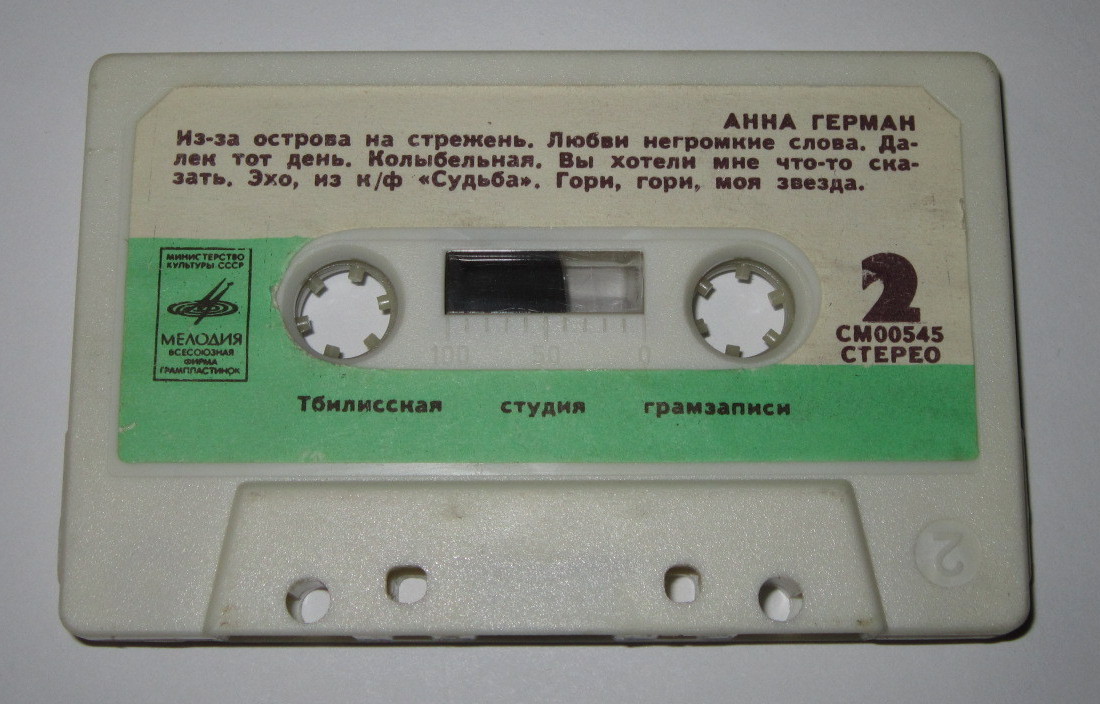 АННА ГЕРМАН
Из-за острова на стрежень. Любви негромкие слова. Да-
лек тот день. Колыбельная. Вы хотели мне что-то ска-
зать. Эхо, из к/ф «Судьба». Гори, гори, моя звезда.
МИНИСТЕРСТВО
КУЛЬТУРЫ СССР
МЕЛОДИЯ
ВСЕСОЮЗНАЯ
ФИРМА
ГРАМПЛАСТИНОК
2
СМ00545
СТЕРЕО
100 50 0
Тбилисская студия грамзаписи
2